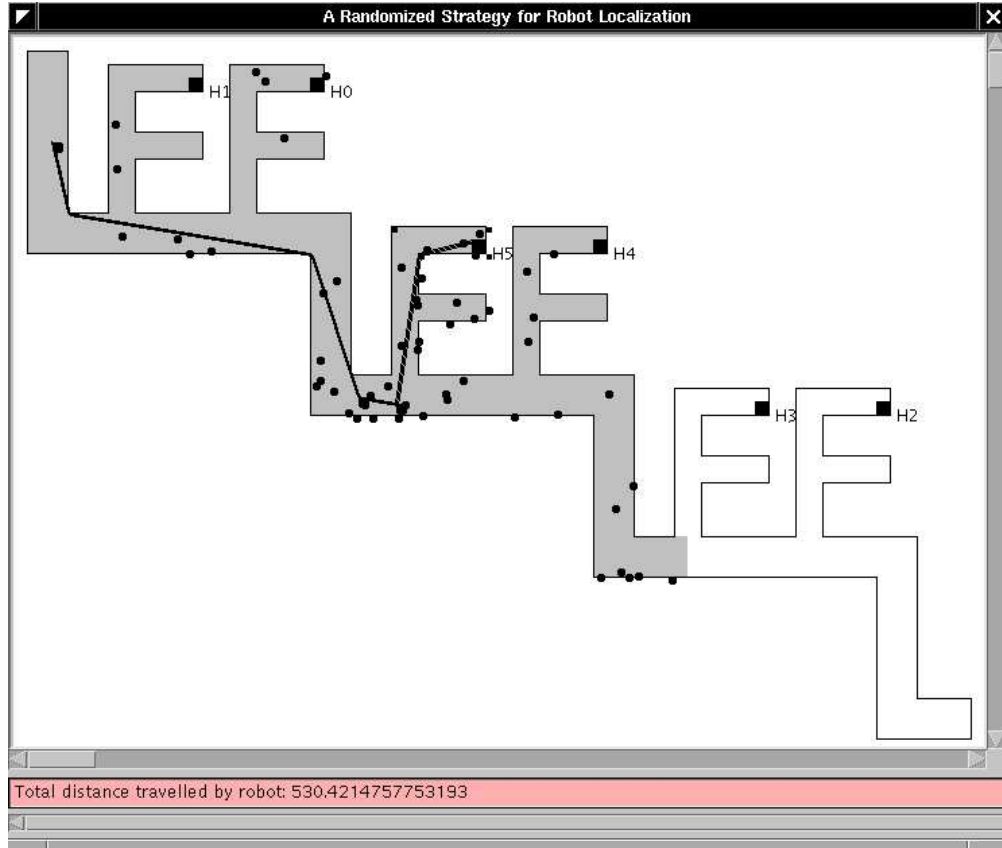 A Randomized Strategy for Robot Localization
H1 H0
H5 H4
H3 H2
Total distance travelled by robot: 530.4214757753193